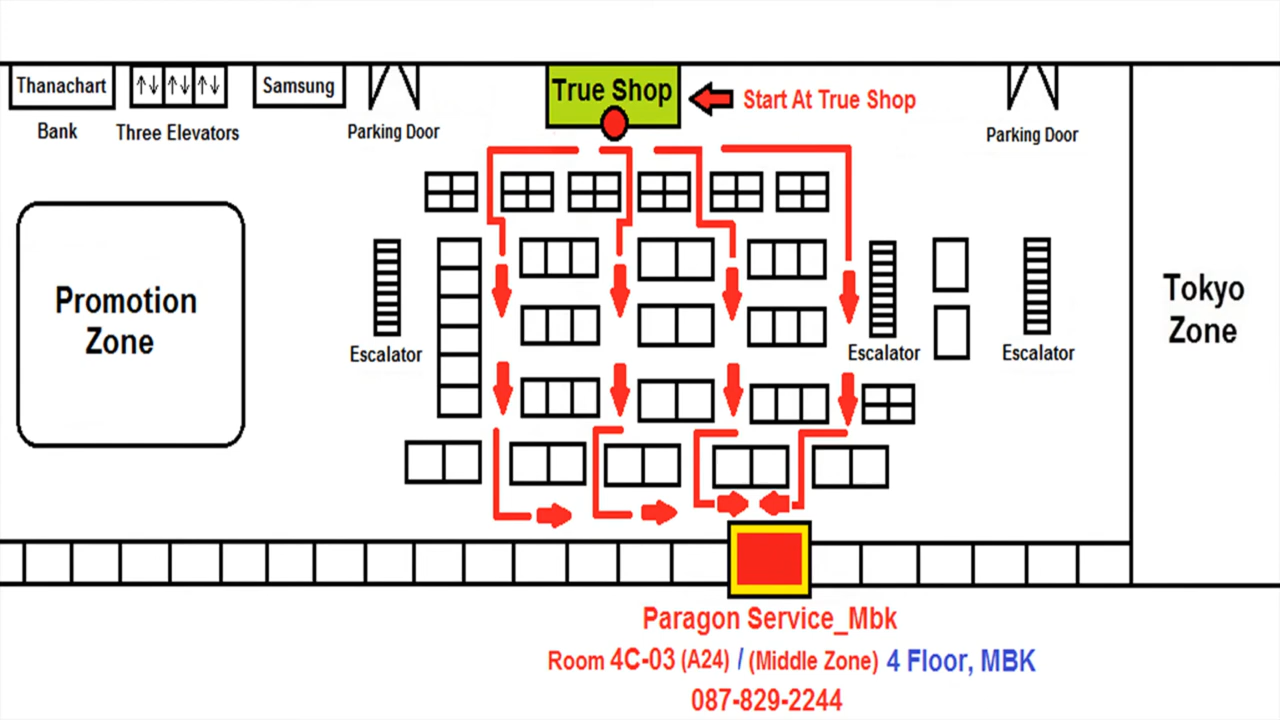 Thanachart
Bank
Three Elevators
Samsung
Parking Door
True Shop
Start At True Shop
Parking Door
Promotion
Zone
Escalator
Escalator
Escalator
Tokyo
Zone
Paragon Service_Mbk
Room 4C-03 (A24) / (Middle Zone) 4 Floor, MBK
087-829-2244